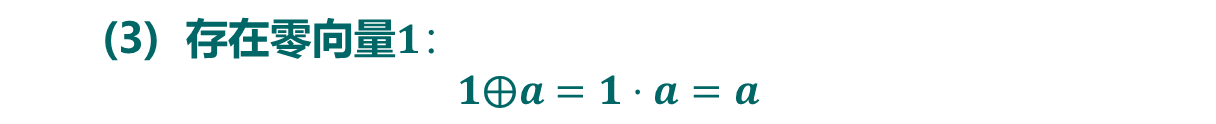 (3) 存在零向量1：
1⊕a = 1 · a = a